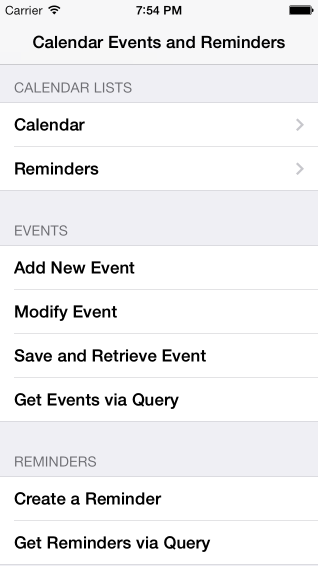 Carrier 7:54 PM
Calendar Events and Reminders
CALENDAR LISTS
Calendar
Reminders
EVENTS
Add New Event
Modify Event
Save and Retrieve Event
Get Events via Query
REMINDERS
Create a Reminder
Get Reminders via Query